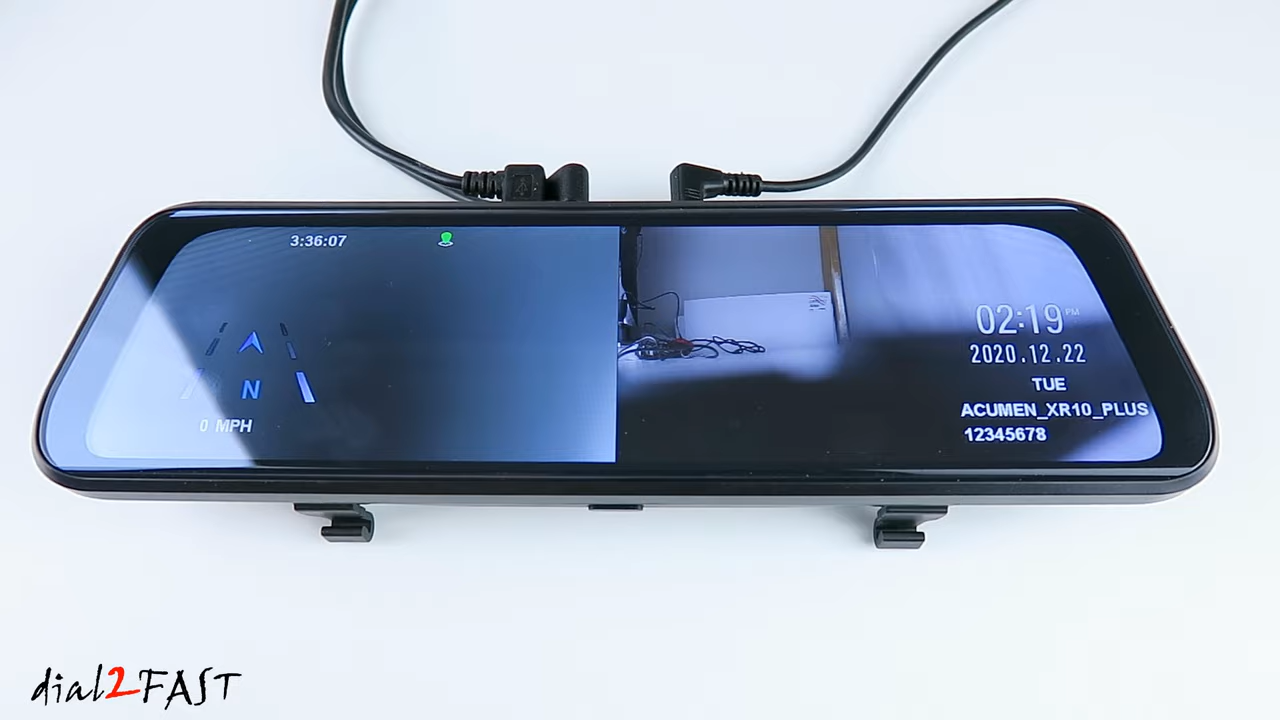 3:36:07
N
0 MPH
02:19 PM
2020.12.22
TUE
ACUMEN_XR10_PLUS
12345678
dial2FAST